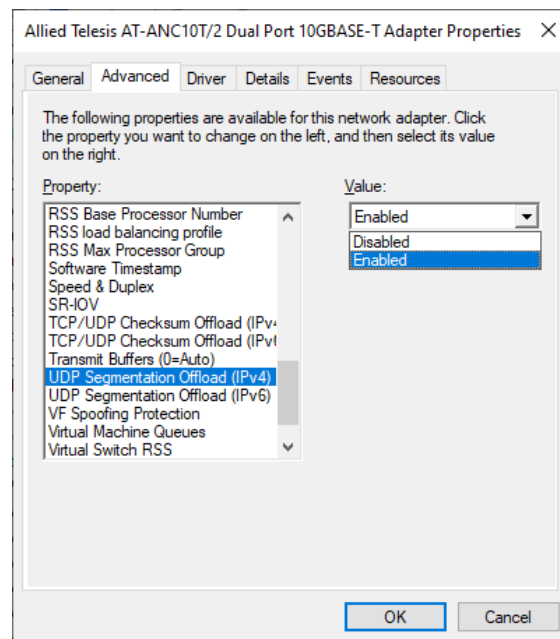 Allied Telesis AT-ANC10T/2 Dual Port 10GBASE-T Adapter Properties
General Advanced Driver Details Events Resources
The following properties are available for this network adapter. Click
the property you want to change on the left, and then select its value
on the right.
Property:
RSS Base Processor Number
RSS load balancing profile
RSS Max Processor Group
Software Timestamp
Speed & Duplex
SR-IOV
TCP/UDP Checksum Offload (IPv4
TCP/UDP Checksum Offload (IPv6
Transmit Buffers (0=Auto)
UDP Segmentation Offload (IPv4)
UDP Segmentation Offload (IPv6)
VF Spoofing Protection
Virtual Machine Queues
Virtual Switch RSS
Value:
Enabled
Disabled
Enabled
OK Cancel